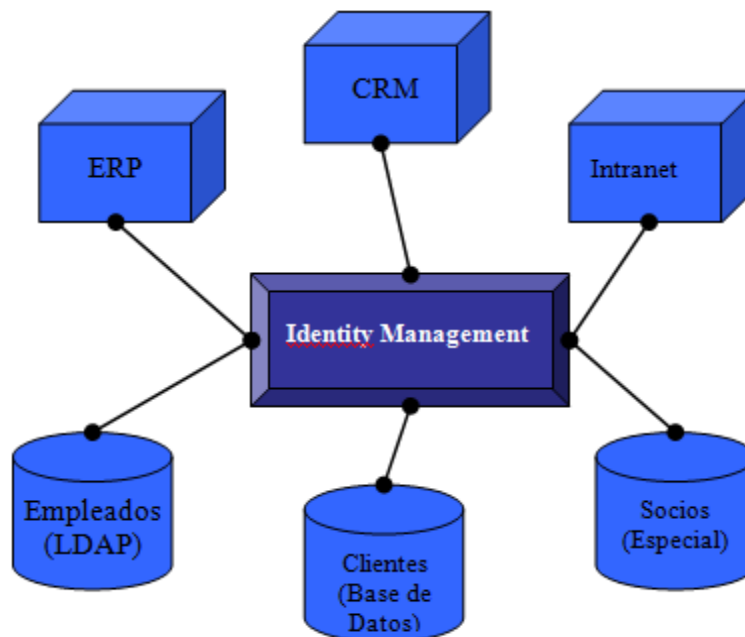 CRM
ERP
Intranet
Identity Management
Empleados
(LDAP)
Clientes
(Base de
Datos)
Socios
(Especial)